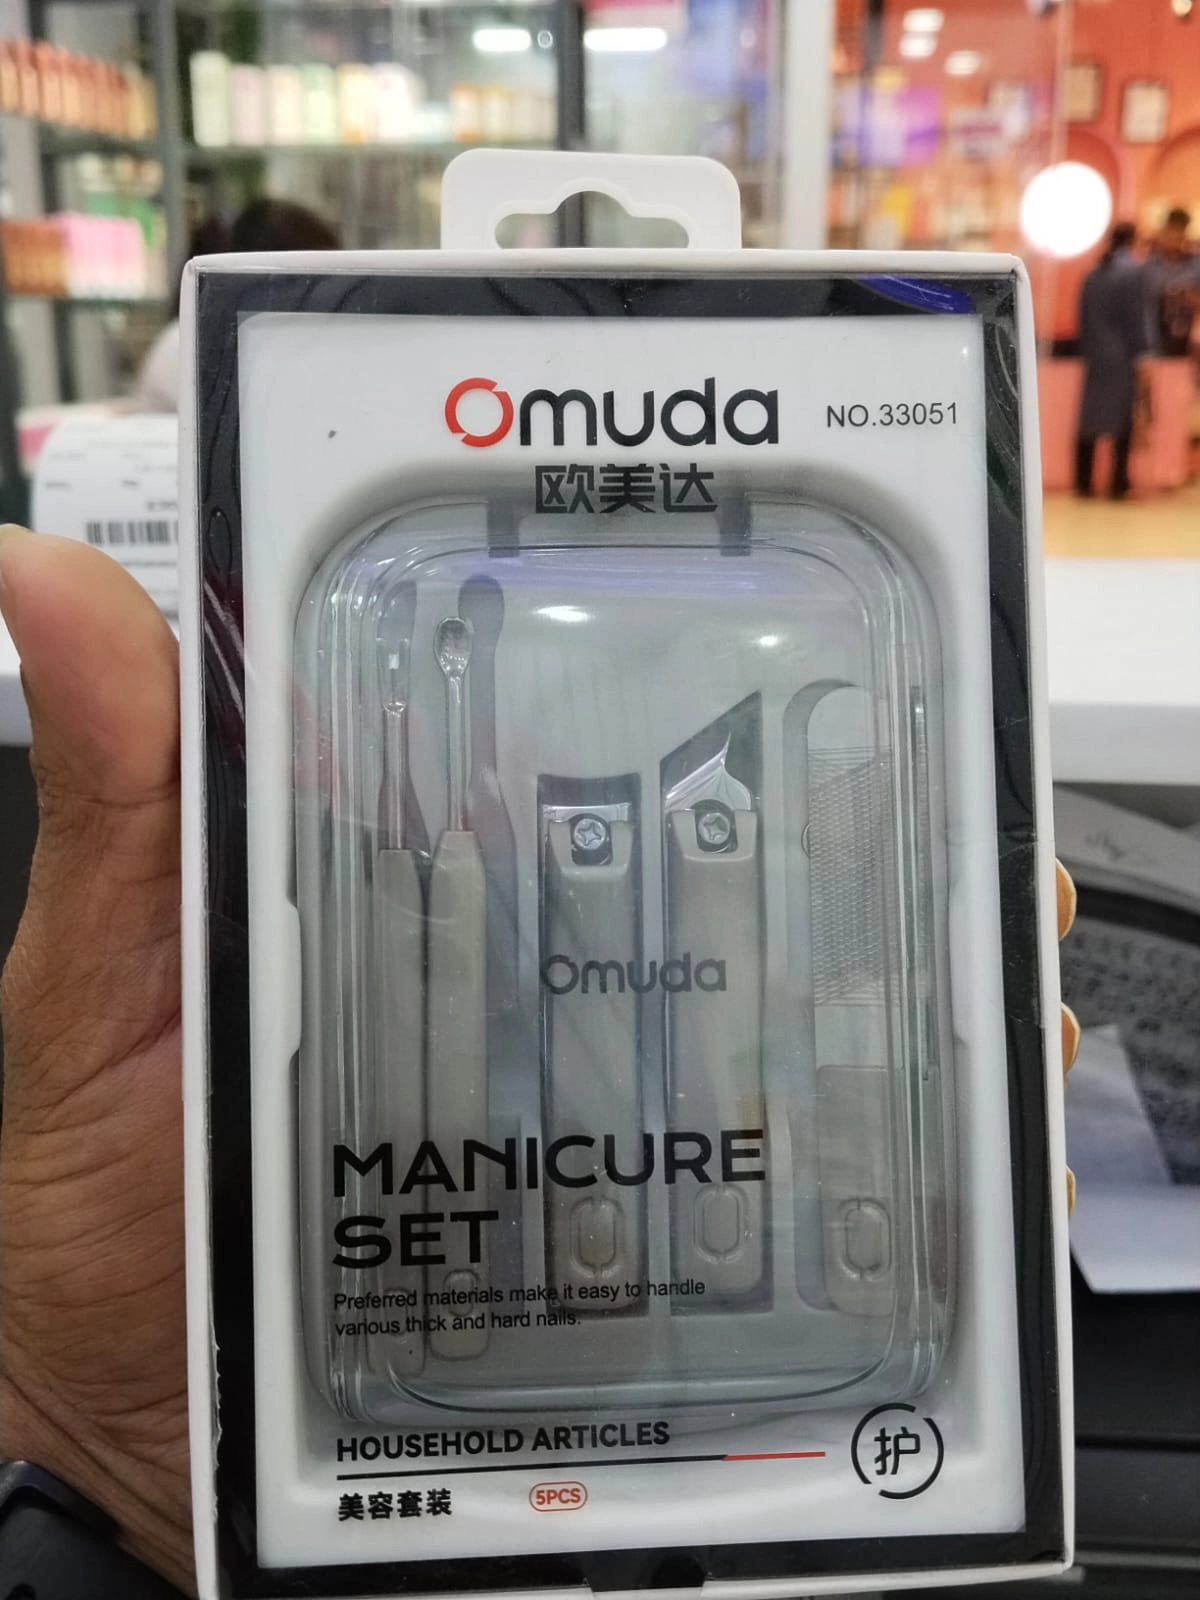 Omuda
NO.33051
欧美达
Omuda
MANICURE
SET
Preferred materials make it easy to handle
various thick and hard nails.
HOUSEHOLD ARTICLES
护
美容套装
5PCS